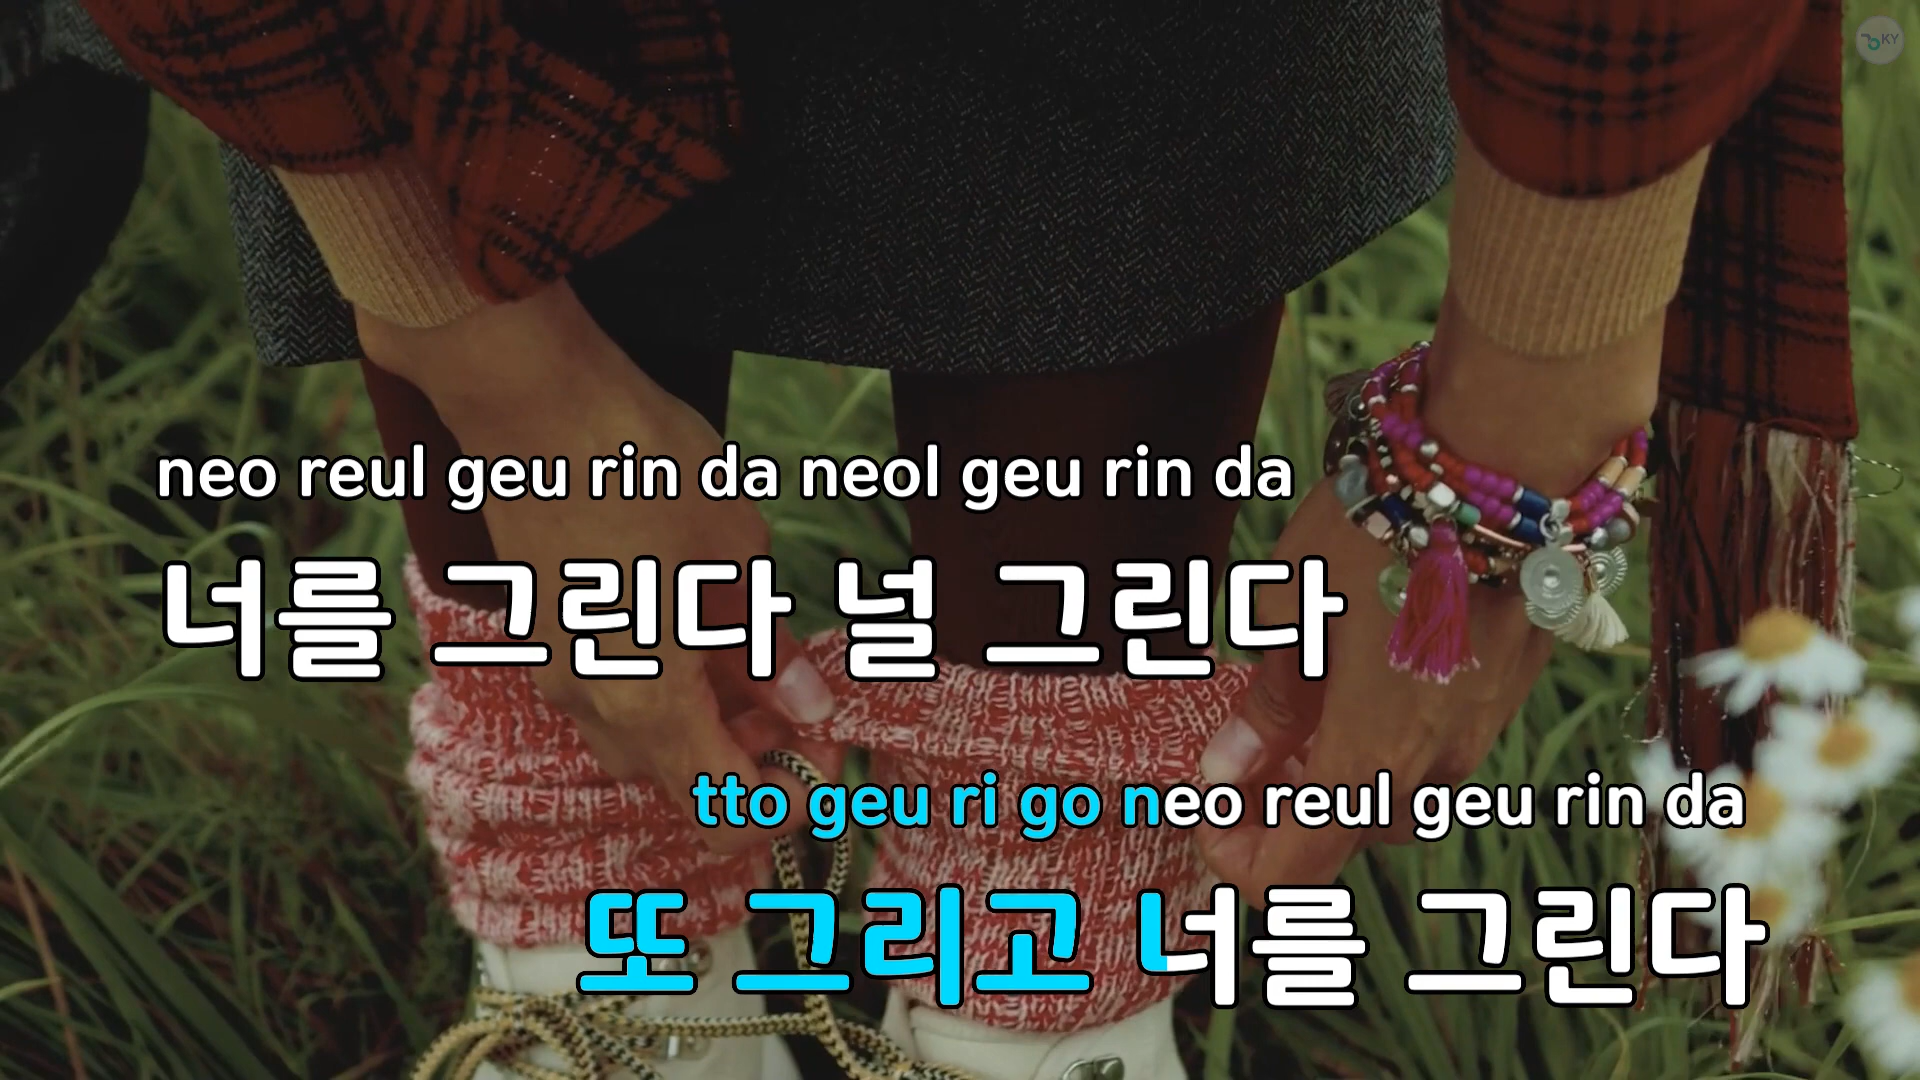 KY
neo reul geu rin da neol geu rin da
너를 그린다 널 그린다
tto geu ri go neo reul geu rin da
또 그리고 너를 그린다